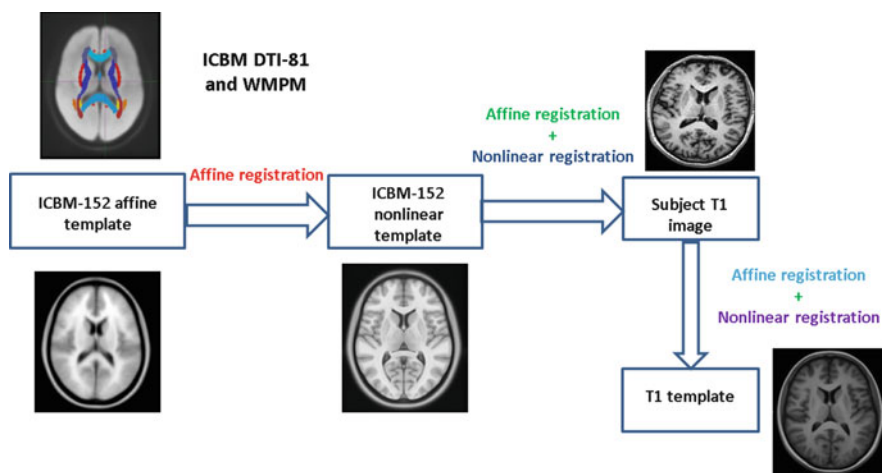 ICBM DTI-81
and WMPM
Affine registration
+
Nonlinear registration
Affine registration
ICBM-152 affine
template
ICBM-152
nonlinear
template
Subject T1
image
Affine registration
+
Nonlinear registration
T1 template